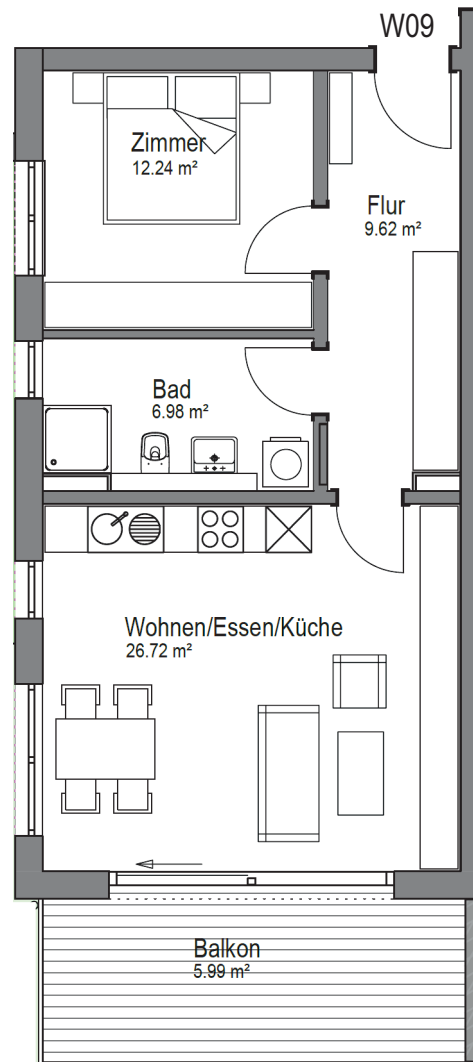 W09
Zimmer
12.24 m²
Flur
9.62 m²
Bad
6.98 m²
Wohnen/Essen/Küche
26.72 m²
Balkon
5.99 m²